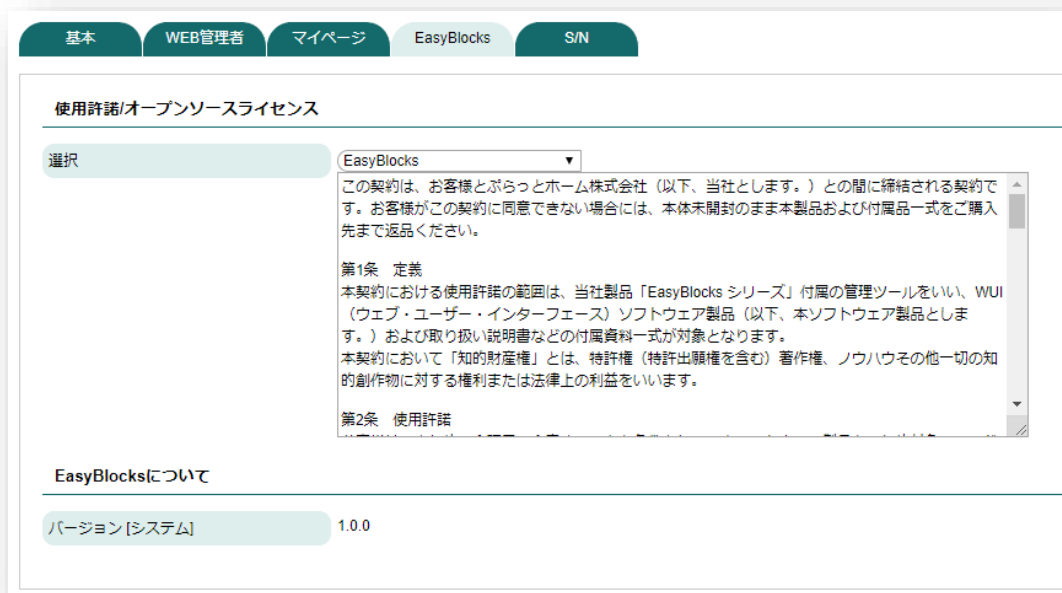 基本 WEB管理者 マイページ EasyBlocks S/N
使用許諾/オープンソースライセンス
選択 EasyBlocks
この契約は、お客様とぷらっとホーム株式会社（以下、当社とします。）との間に締結される契約で
す。お客様がこの契約に同意できない場合には、本体未開封のまま本製品および付属品一式をご購入
先まで返品ください。
第1条　定義
本契約における使用許諾の範囲は、当社製品「EasyBlocks シリーズ」付属の管理ツールをいい、WUI
（ウェブ・ユーザー・インターフェース）ソフトウェア製品（以下、本ソフトウェア製品としま
す。）および取り扱い説明書などの付属資料一式が対象となります。
本契約において「知的財産権」とは、特許権（特許出願権を含む）著作権、ノウハウその他一切の知
的創作物に対する権利または法律上の利益をいいます。
第2条　使用許諾
EasyBlocksについて
バージョン [システム] 1.0.0